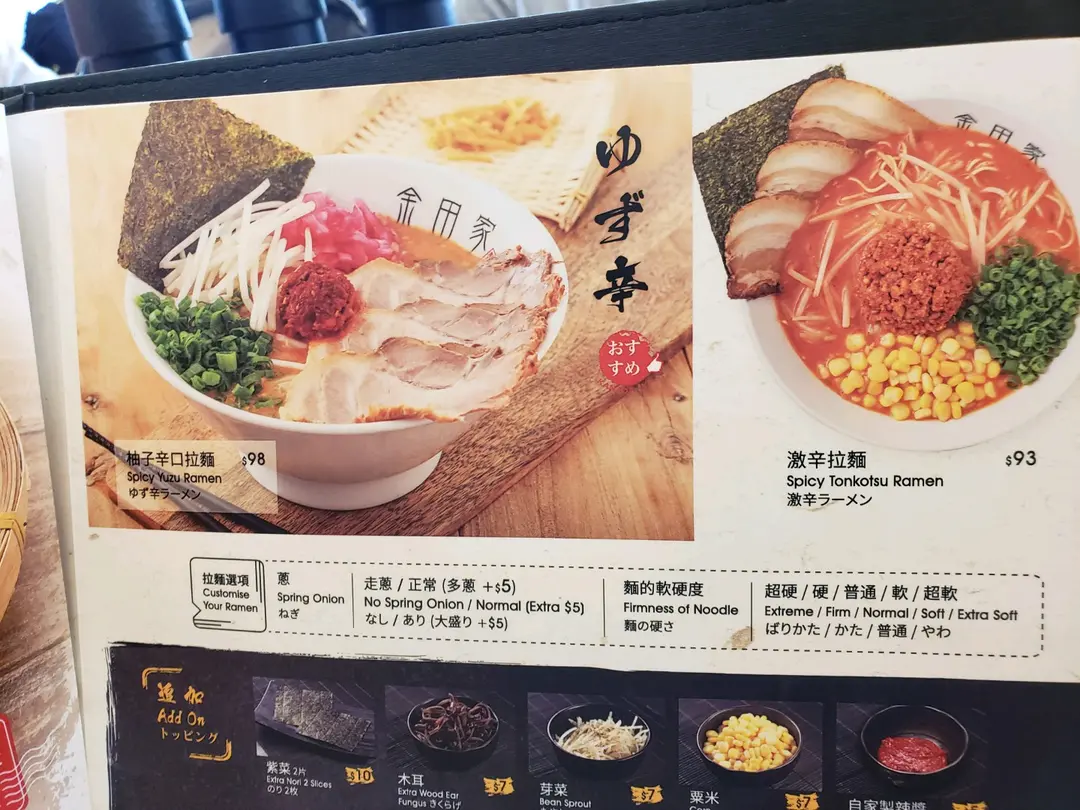 金田家
ゆず辛
おす
すめ
柚子辛口拉麵 $98
Spicy Yuzu Ramen
ゆず辛ラーメン
金田家
激辛拉麵 $93
Spicy Tonkotsu Ramen
激辛ラーメン
拉麵選項
Customise
Your Ramen
蔥
Spring Onion
ねぎ
走蔥 / 正常 (多蔥 +$5)
No Spring Onion / Normal (Extra $5)
なし / あり (大盛り +$5)
麵的軟硬度
Firmness of Noodle
麵の硬さ
超硬 / 硬 / 普通 / 軟 / 超軟
Extreme / Firm / Normal / Soft / Extra Soft
ばりかた / かた / 普通 / やわ
追加
Add On
トッピング
紫菜 2片
Extra Nori 2 Slices
のり2枚
$10
木耳
Extra Wood Ear
Fungus きくらげ
$7
芽菜
Bean Sprout
$7
粟米
Corn
$7
自家製辣醬